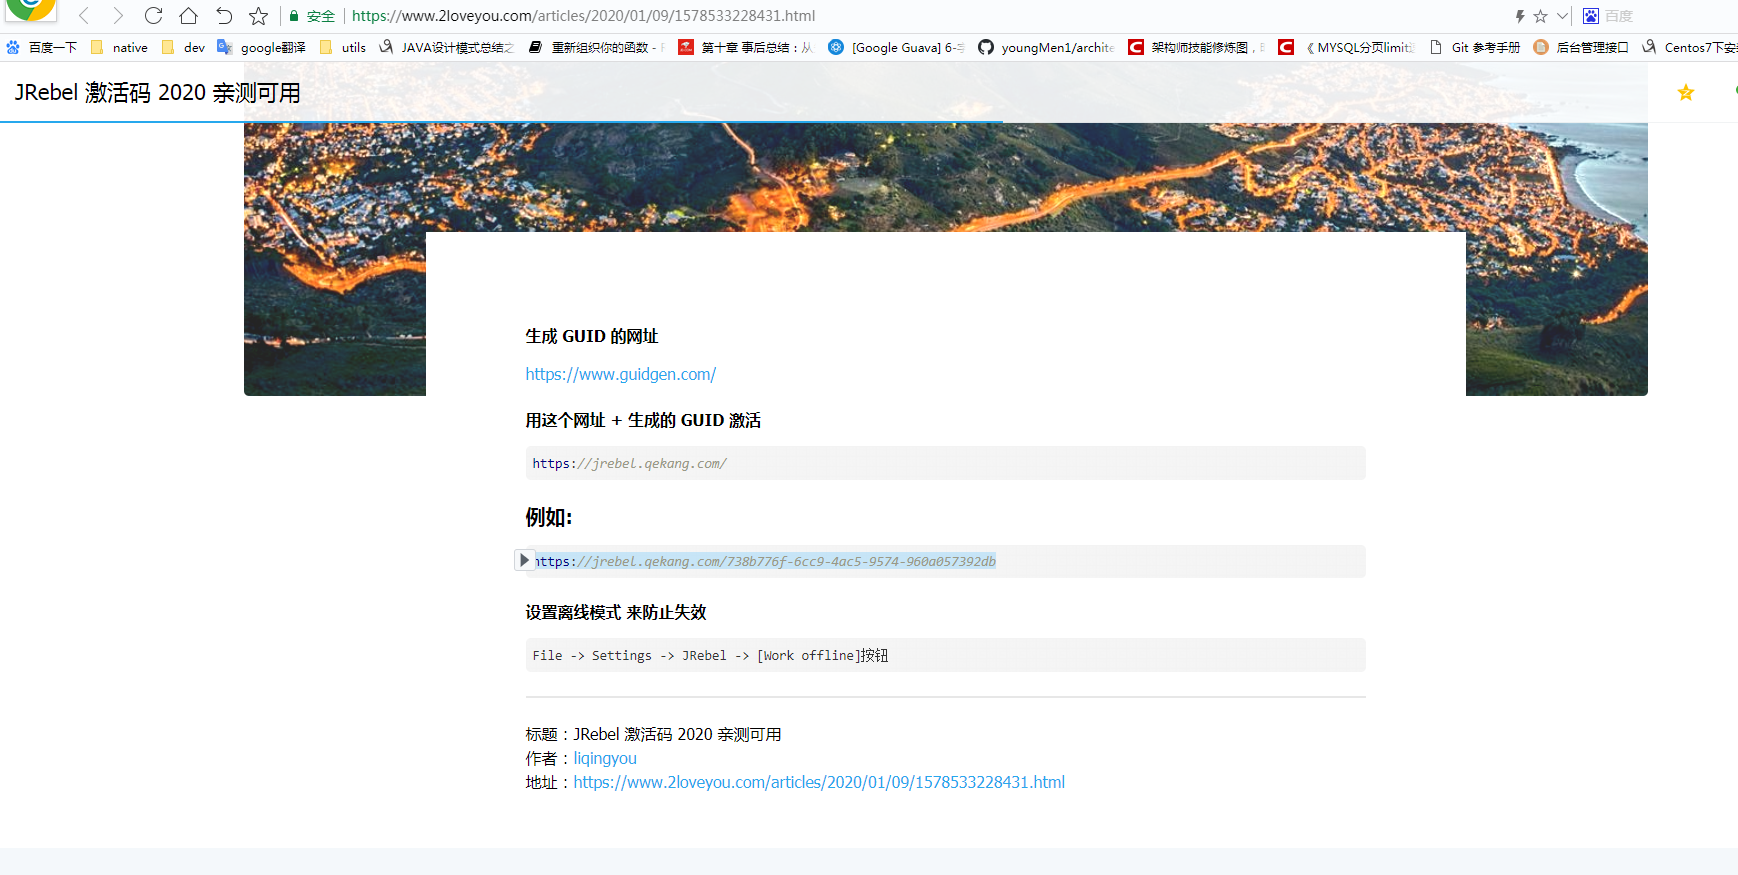 安全 https://www.2loveyou.com/articles/2020/01/09/1578533228431.html 百度
百度一下 native dev google翻译 utils JAVA设计模式总结之 重新组织你的函数 - 第十章 事后总结：从 [Google Guava] 6- youngMen1/archite 架构师技能修炼图， 《 MYSQL分页limit Git 参考手册 后台管理接口 Centos7下安
JRebel 激活码 2020 亲测可用
生成 GUID 的网址
https://www.guidgen.com/
用这个网址 + 生成的 GUID 激活
https://jrebel.qekang.com/
例如:
https://jrebel.qekang.com/738b776f-6cc9-4ac5-9574-960a057392db
设置离线模式 来防止失效
File -> Settings -> JRebel -> [Work offline]按钮
标题：JRebel 激活码 2020 亲测可用
作者：liqingyou
地址：https://www.2loveyou.com/articles/2020/01/09/1578533228431.html